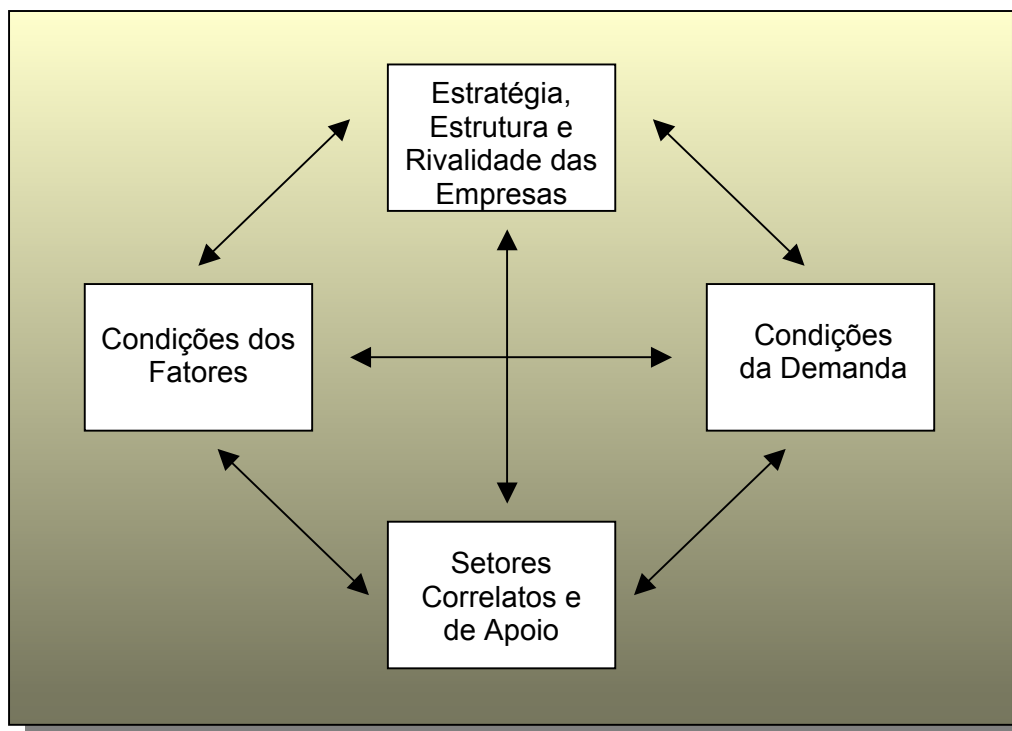 Estratégia,
Estrutura e
Rivalidade das
Empresas
Condições dos
Fatores
Condições
da Demanda
Setores
Correlatos e
de Apoio